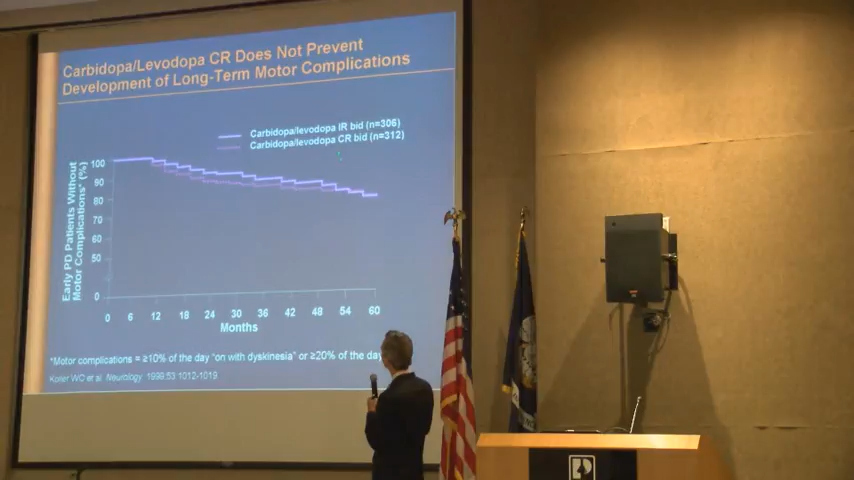 Carbidopa/Levodopa CR Does Not Prevent
Development of Long-Term Motor Complications
Carbidopa/levodopa IR bid (n=306)
Carbidopa/levodopa CR bid (n=312)
Early PD Patients Without
Motor Complications* (%)
100
90
80
70
60
50
0
0 6 12 18 24 30 36 42 48 54 60
Months
*Motor complications = ≥10% of the day "on with dyskinesia" or ≥20% of the day
Koller WC et al. Neurology. 1999;53:1012-1019